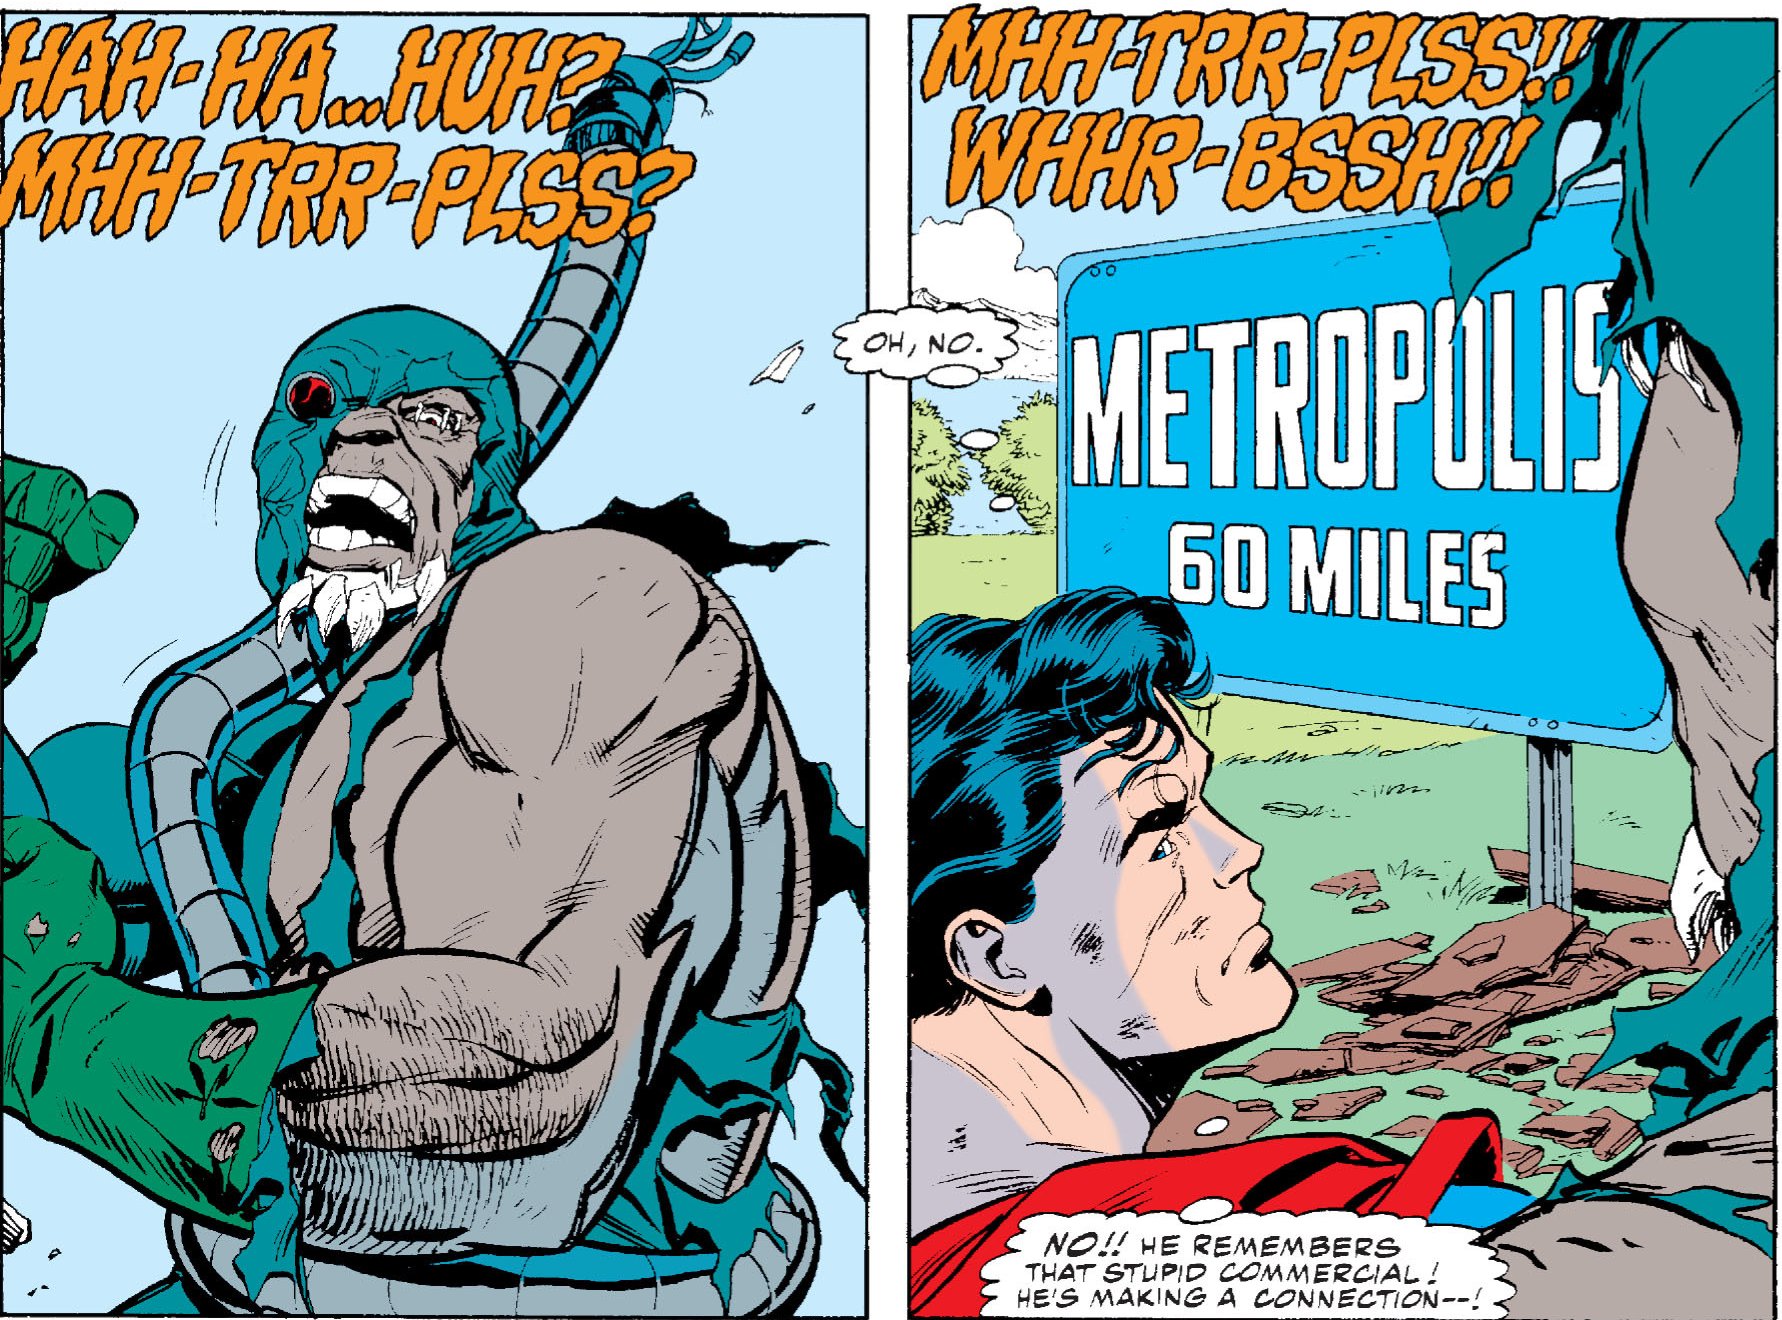 HAH-HA...HUH?
MHH-TRR-PLSS?
MHH-TRR-PLSS!!
WHHR-BSSH!!
OH, NO.
METROPOLIS
60 MILES
NO!! HE REMEMBERS
THAT STUPID COMMERCIAL!
HE'S MAKING A CONNECTION--!